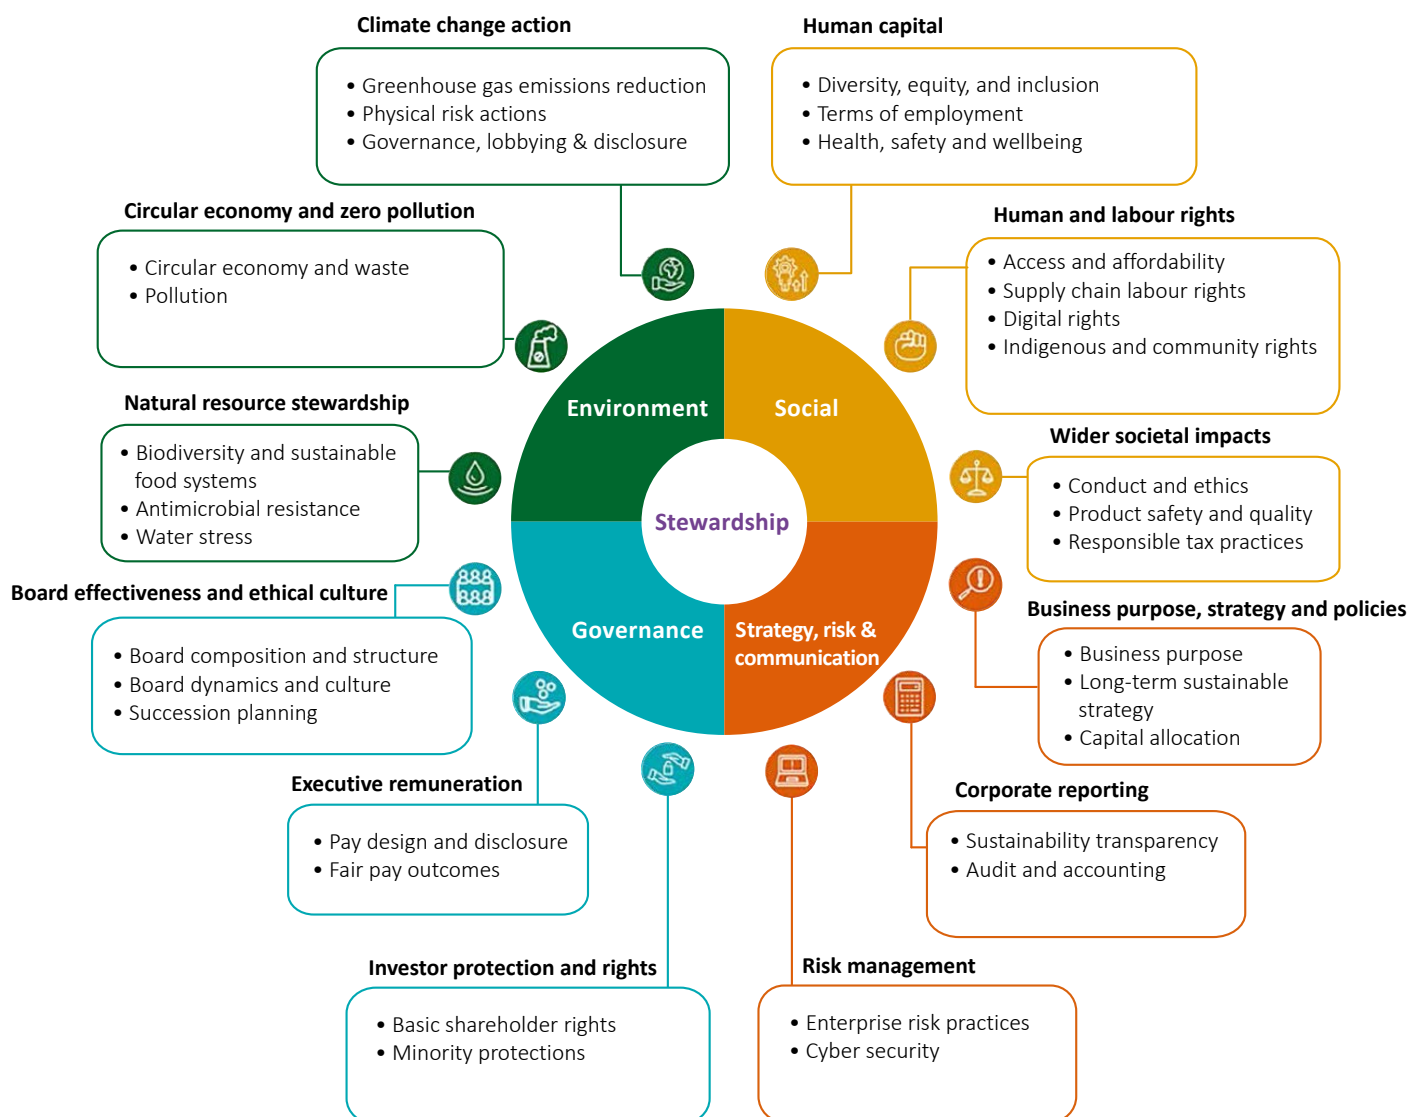 Climate change action
• Greenhouse gas emissions reduction
• Physical risk actions
• Governance, lobbying & disclosure
Human capital
• Diversity, equity, and inclusion
• Terms of employment
• Health, safety and wellbeing
Circular economy and zero pollution
• Circular economy and waste
• Pollution
Human and labour rights
• Access and affordability
• Supply chain labour rights
• Digital rights
• Indigenous and community rights
Natural resource stewardship
• Biodiversity and sustainable
food systems
• Antimicrobial resistance
• Water stress
Environment
Social
Stewardship
Governance
Strategy, risk &
communication
Wider societal impacts
• Conduct and ethics
• Product safety and quality
• Responsible tax practices
Board effectiveness and ethical culture
• Board composition and structure
• Board dynamics and culture
• Succession planning
Business purpose, strategy and policies
• Business purpose
• Long-term sustainable
strategy
• Capital allocation
Executive remuneration
• Pay design and disclosure
• Fair pay outcomes
Corporate reporting
• Sustainability transparency
• Audit and accounting
Investor protection and rights
• Basic shareholder rights
• Minority protections
Risk management
• Enterprise risk practices
• Cyber security